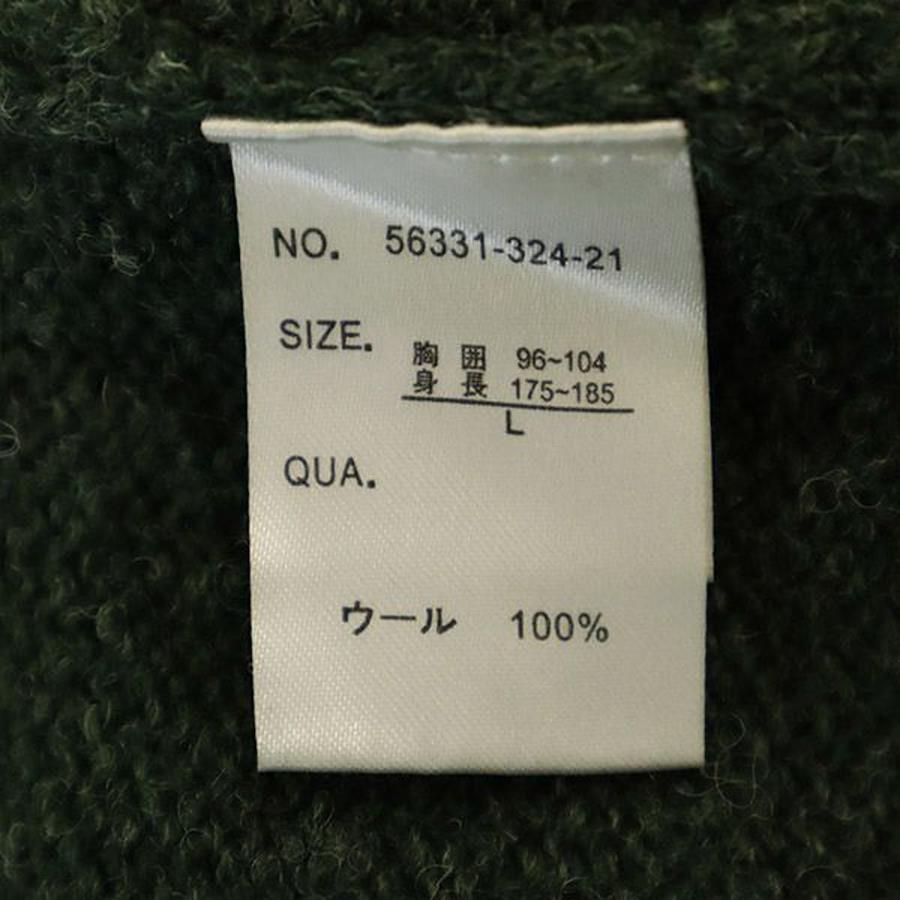 NO. 56331-324-21
SIZE. 胸 囲 96~104
身 長 175~185
L
QUA.
ウール 100%